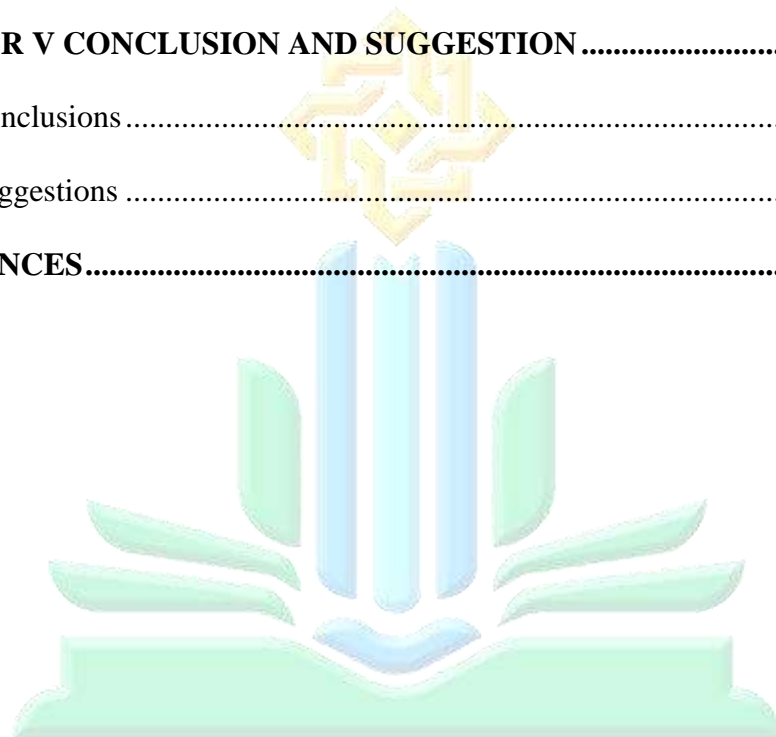 R V CONCLUSION AND SUGGESTION...........................
nclusions.....................................................................
ggestions.....................................................................
NCES.........................................................................